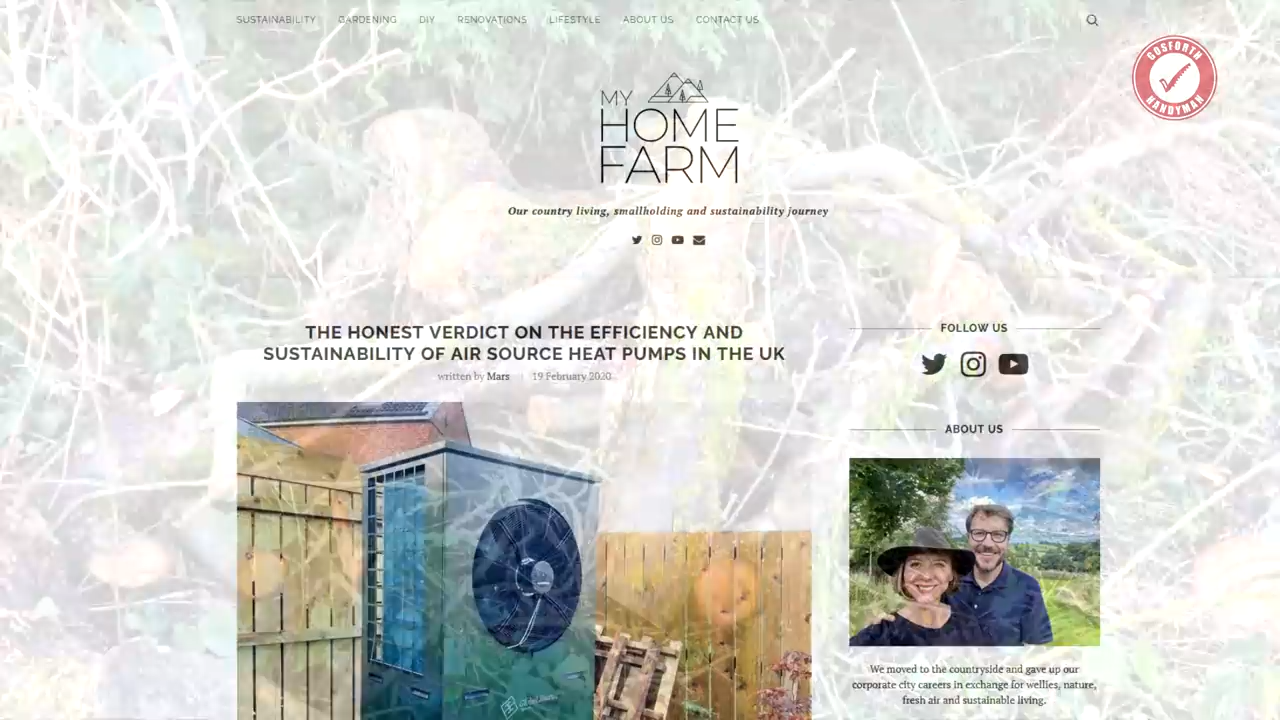 SUSTAINABILITY GARDENING DIY RENOVATIONS LIFESTYLE ABOUT US CONTACT US
GOSFORTH
HANDYMAN
MY
HOME
FARM
Our country living, smallholding and sustainability journey
THE HONEST VERDICT ON THE EFFICIENCY AND
SUSTAINABILITY OF AIR SOURCE HEAT PUMPS IN THE UK
written by Mars 19 February 2020
FOLLOW US
ABOUT US
We moved to the countryside and gave up our
corporate city careers in exchange for wellies, nature,
fresh air and sustainable living.